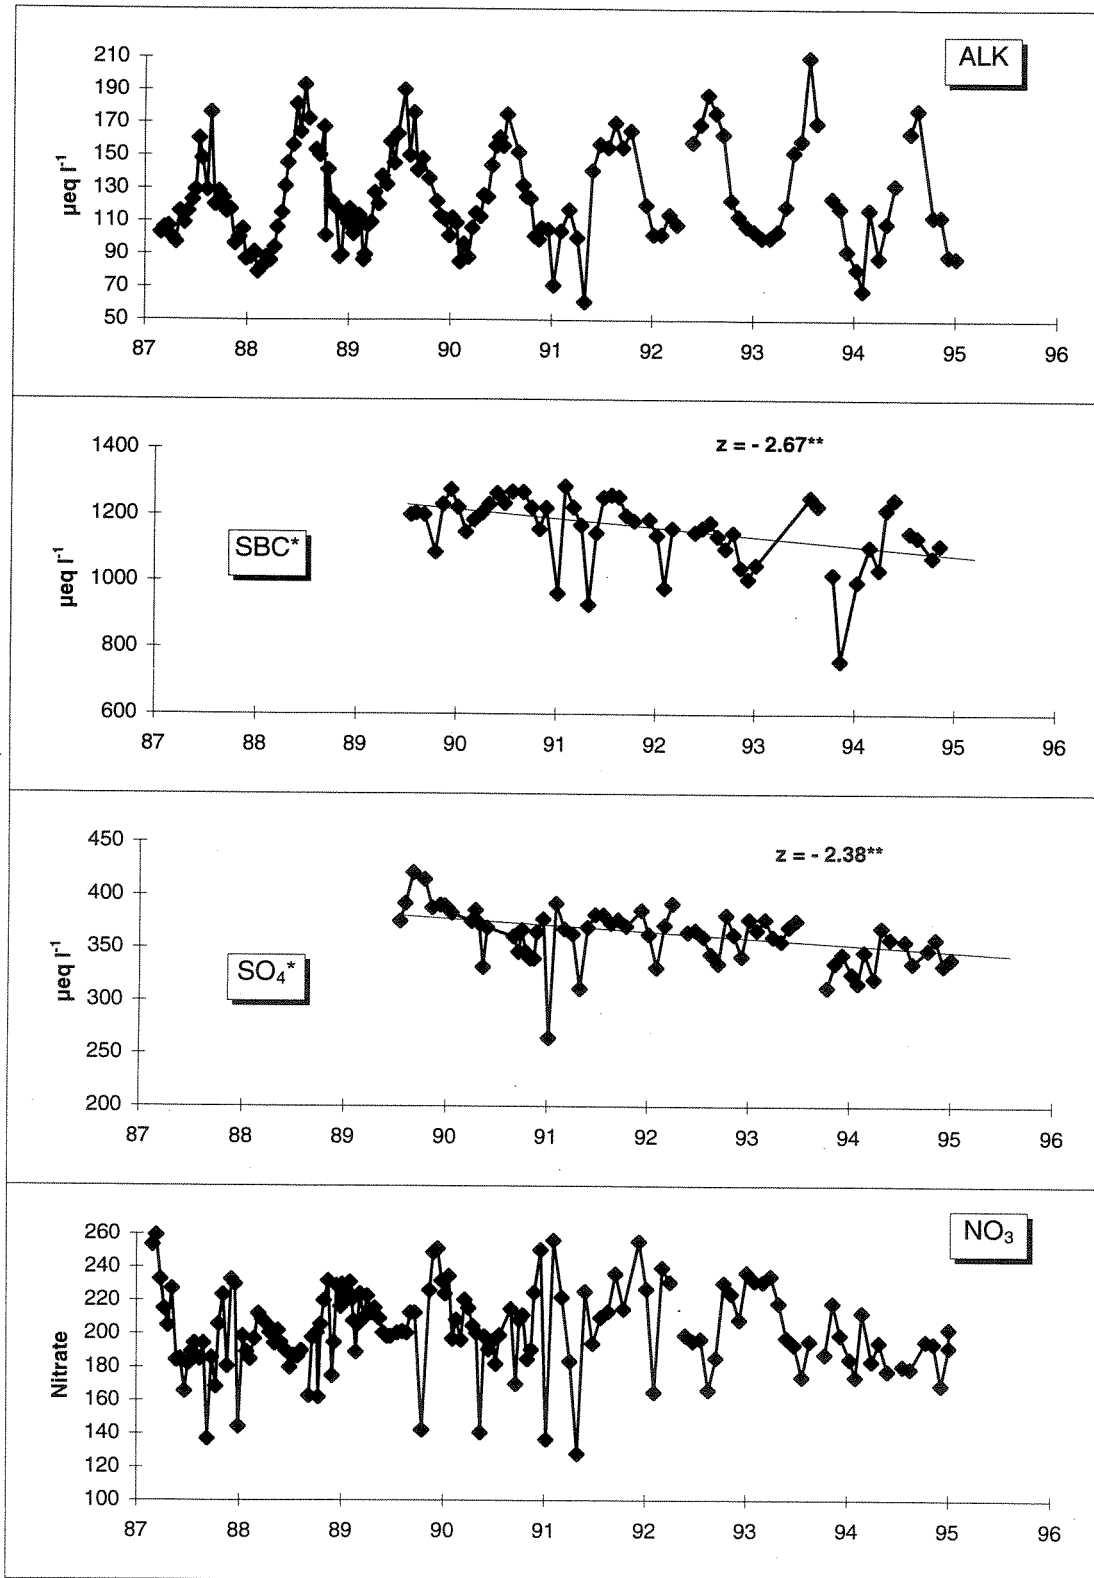 ALK
µeq l⁻¹
210
190
170
150
130
110
90
70
50
87 88 89 90 91 92 93 94 95 96
z = - 2.67**
SBC*
µeq l⁻¹
1400
1200
1000
800
600
87 88 89 90 91 92 93 94 95 96
z = - 2.38**
SO₄*
µeq l⁻¹
450
400
350
300
250
200
87 88 89 90 91 92 93 94 95 96
NO₃
Nitrate
260
240
220
200
180
160
140
120
100
87 88 89 90 91 92 93 94 95 96